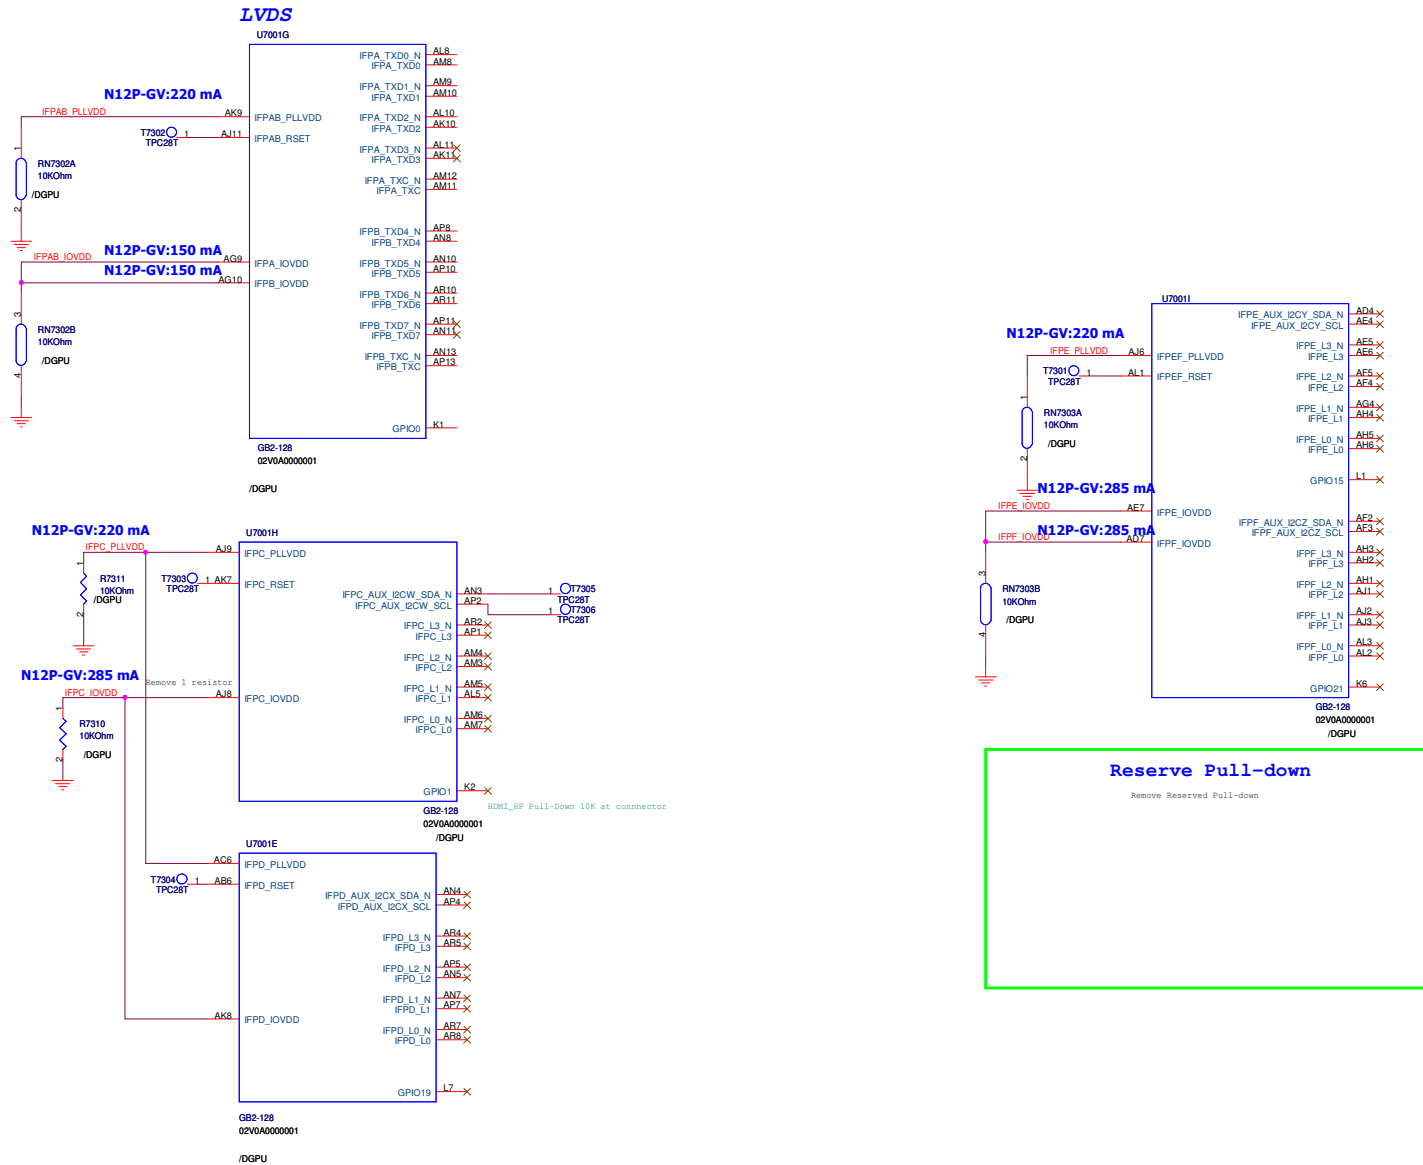 LVDS
U7001G
N12P-GV:220 mA
IFPAB_PLLVDD
AK9
IFPAB_PLLVDD
T7302
TPC28T
1
AJ11
IFPAB_RSET
1
RN7302A
10KOhm
/DGPU
2
N12P-GV:150 mA
IFPAB_IOVDD
AG9
IFPA_IOVDD
N12P-GV:150 mA
AG10
IFPB_IOVDD
3
RN7302B
10KOhm
/DGPU
4
IFPA_TXD0_N AL8
IFPA_TXD0 AM8
IFPA_TXD1_N AM9
IFPA_TXD1 AM10
IFPA_TXD2_N AL10
IFPA_TXD2 AK10
IFPA_TXD3_N AL11
IFPA_TXD3 AK11
IFPA_TXC_N AM12
IFPA_TXC AM11
IFPB_TXD4_N AP8
IFPB_TXD4 AN8
IFPB_TXD5_N AN10
IFPB_TXD5 AP10
IFPB_TXD6_N AR10
IFPB_TXD6 AR11
IFPB_TXD7_N AP11
IFPB_TXD7 AN11
IFPB_TXC_N AN13
IFPB_TXC AP13
GPIO0 K1
GB2-128
02V0A0000001
/DGPU
N12P-GV:220 mA
U7001H
IFPC_PLLVDD
AJ9
IFPC_PLLVDD
1
R7311
10KOhm
/DGPU
2
T7303
TPC28T
1
AK7
IFPC_RSET
N12P-GV:285 mA
Remove 1 resistor
IFPC_IOVDD
AJ8
IFPC_IOVDD
1
R7310
10KOhm
/DGPU
2
IFPC_AUX_I2CW_SDA_N AN3
1
T7305
TPC28T
IFPC_AUX_I2CW_SCL AP2
1
T7306
TPC28T
IFPC_L3_N AR2
IFPC_L3 AP1
IFPC_L2_N AM4
IFPC_L2 AM3
IFPC_L1_N AM5
IFPC_L1 AL5
IFPC_L0_N AM6
IFPC_L0 AM7
GPIO1 K2
HDMI_HP Pull-Down 10K at connnector
GB2-128
02V0A0000001
/DGPU
U7001E
AC6
IFPD_PLLVDD
T7304
TPC28T
1
AB6
IFPD_RSET
AK8
IFPD_IOVDD
IFPD_AUX_I2CX_SDA_N AN4
IFPD_AUX_I2CX_SCL AP4
IFPD_L3_N AR4
IFPD_L3 AR5
IFPD_L2_N AP5
IFPD_L2 AN5
IFPD_L1_N AN7
IFPD_L1 AP7
IFPD_L0_N AR7
IFPD_L0 AR8
GPIO19 L7
GB2-128
02V0A0000001
/DGPU
U7001I
N12P-GV:220 mA
IFPE_PLLVDD
AJ6
IFPEF_PLLVDD
T7301
TPC28T
1
AL1
IFPEF_RSET
1
RN7303A
10KOhm
/DGPU
2
N12P-GV:285 mA
IFPE_IOVDD
AE7
IFPE_IOVDD
N12P-GV:285 mA
IFPF_IOVDD
AD7
IFPF_IOVDD
3
RN7303B
10KOhm
/DGPU
4
IFPE_AUX_I2CY_SDA_N AD4
IFPE_AUX_I2CY_SCL AE4
IFPE_L3_N AE5
IFPE_L3 AE6
IFPE_L2_N AF5
IFPE_L2 AF4
IFPE_L1_N AG4
IFPE_L1 AH4
IFPE_L0_N AH5
IFPE_L0 AH6
GPIO15 L1
IFPF_AUX_I2CZ_SDA_N AF2
IFPF_AUX_I2CZ_SCL AF3
IFPF_L3_N AH3
IFPF_L3 AH2
IFPF_L2_N AH1
IFPF_L2 AJ1
IFPF_L1_N AJ2
IFPF_L1 AJ3
IFPF_L0_N AL3
IFPF_L0 AL2
GPIO21 K6
GB2-128
02V0A0000001
/DGPU
Reserve Pull-down
Remove Reserved Pull-down